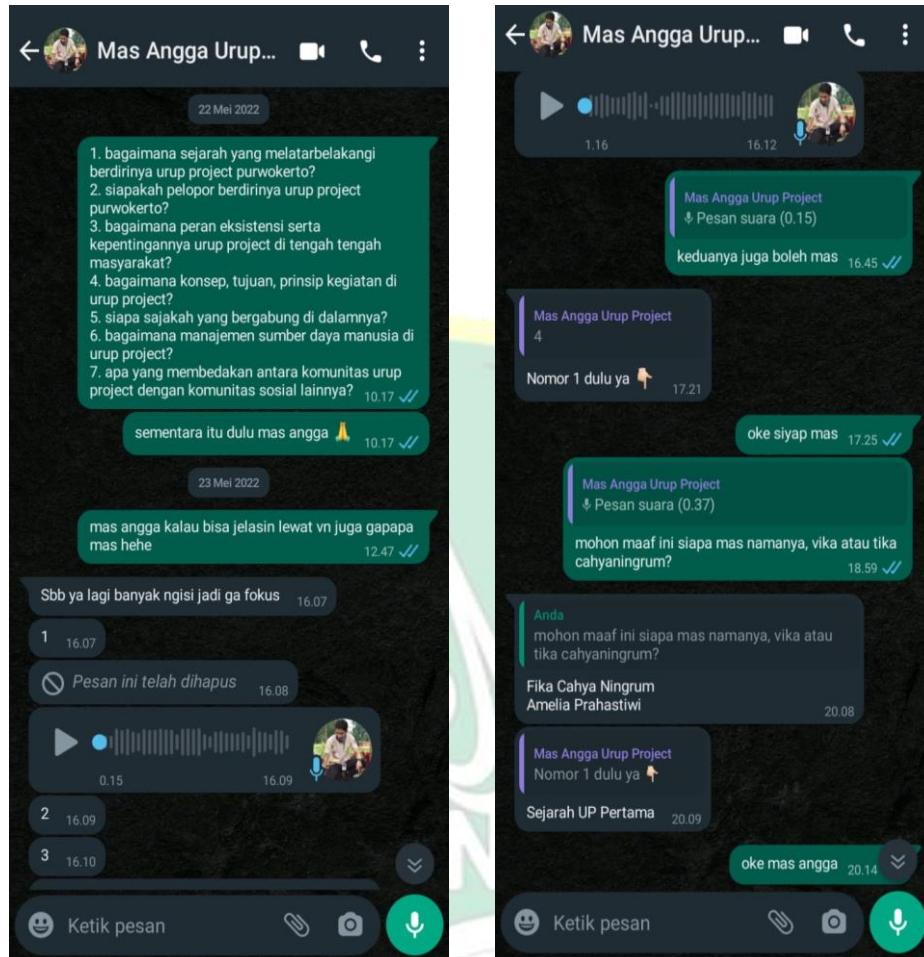 Mas Angga Urup...
22 Mei 2022
1. bagaimana sejarah yang melatarbelakangi
berdirinya urup project purwokerto?
2. siapakah pelopor berdirinya urup project
purwokerto?
3. bagaimana peran eksistensi serta
kepentingannya urup project di tengah tengah
masyarakat?
4. bagaimana konsep, tujuan, prinsip kegiatan di
urup project?
5. siapa sajakah yang bergabung di dalamnya?
6. bagaimana manajemen sumber daya manusia di
urup project?
7. apa yang membedakan antara komunitas urup
project dengan komunitas sosial lainnya? 10.17
sementara itu dulu mas angga 🙏 10.17
23 Mei 2022
mas angga kalau bisa jelasin lewat vn juga gapapa
mas hehe 12.47
Sbb ya lagi banyak ngisi jadi ga fokus 16.07
1 16.07
Pesan ini telah dihapus 16.08
0.15 16.09
2 16.09
3 16.10
Ketik pesan
Mas Angga Urup...
1.16 16.12
Mas Angga Urup Project
Pesan suara (0.15)
keduanya juga boleh mas 16.45
Mas Angga Urup Project
4
Nomor 1 dulu ya 👇🏻 17.21
oke siyap mas 17.25
Mas Angga Urup Project
Pesan suara (0.37)
mohon maaf ini siapa mas namanya, vika atau tika
cahyaningrum? 18.59
Anda
mohon maaf ini siapa mas namanya, vika atau
tika cahyaningrum?
Fika Cahya Ningrum
Amelia Prahastiwi 20.08
Mas Angga Urup Project
Nomor 1 dulu ya 👇🏻
Sejarah UP Pertama 20.09
oke mas angga 20.14
Ketik pesan